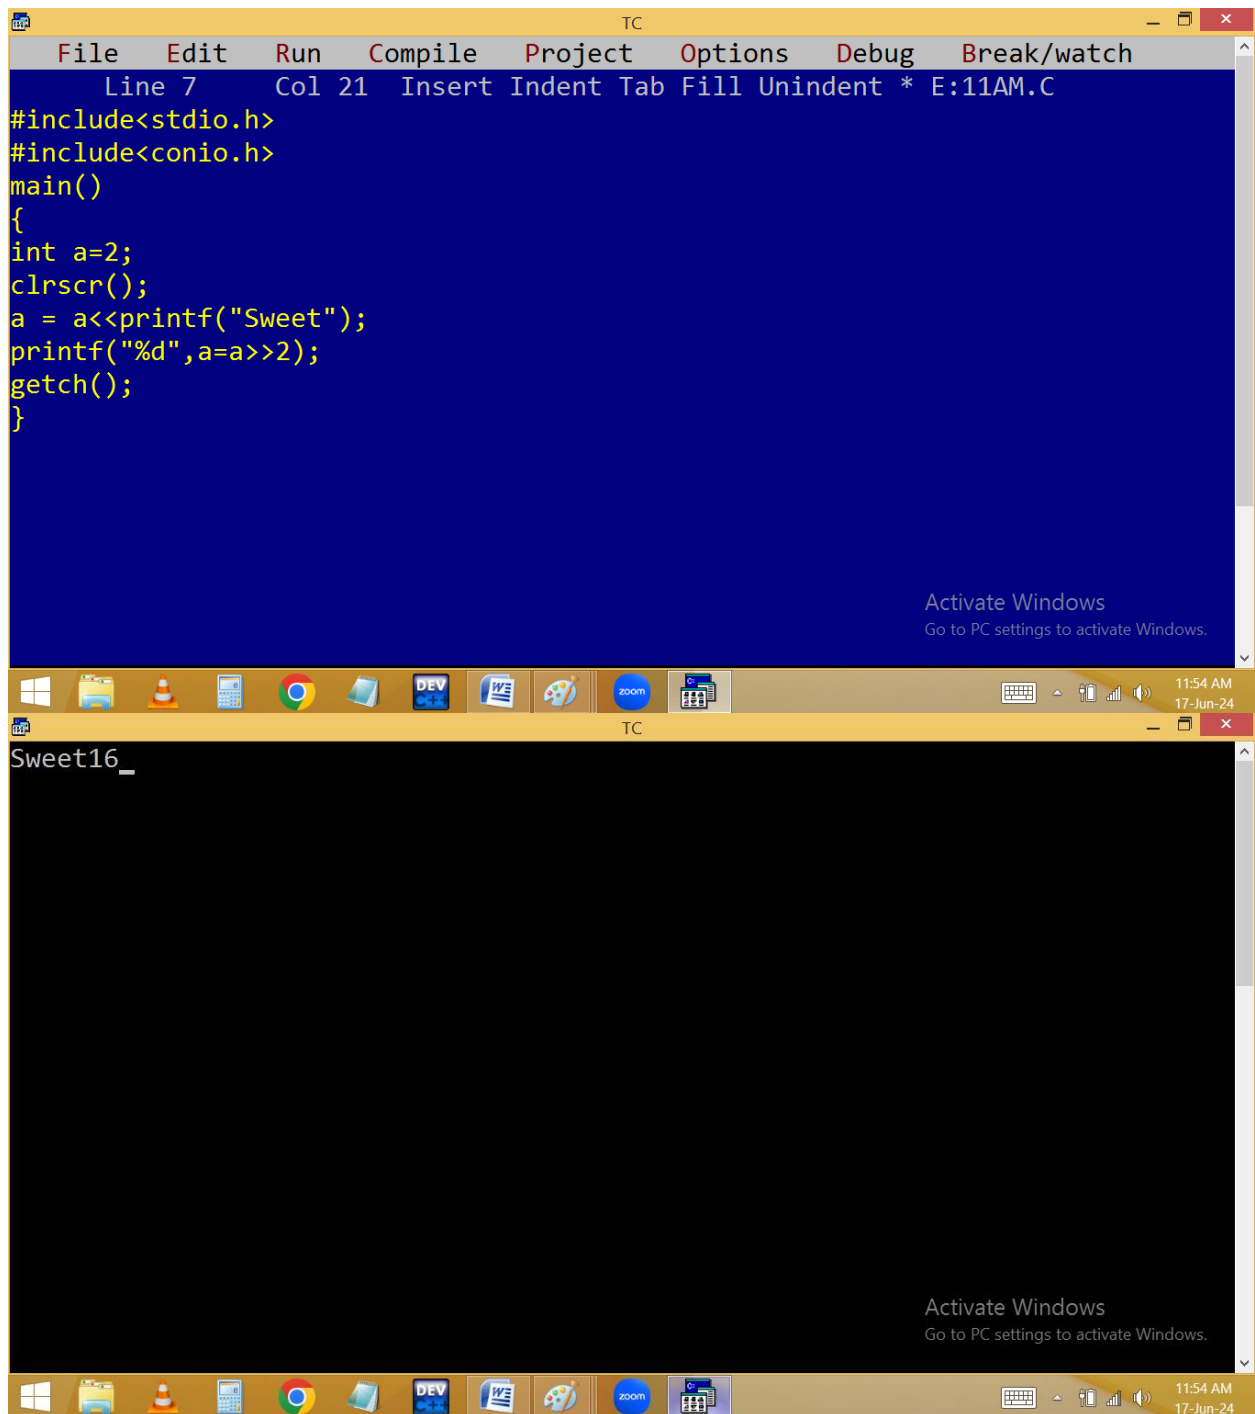 TC
File Edit Run Compile Project Options Debug Break/watch
Line 7 Col 21 Insert Indent Tab Fill Unindent * E:11AM.C
#include<stdio.h>
#include<conio.h>
main()
{
int a=2;
clrscr();
a = a<<printf("Sweet");
printf("%d",a=a>>2);
getch();
}
Activate Windows
Go to PC settings to activate Windows.
DEV
C++
W
zoom
11:54 AM
17-Jun-24
TC
Sweet16_
Activate Windows
Go to PC settings to activate Windows.
DEV
C++
W
zoom
11:54 AM
17-Jun-24